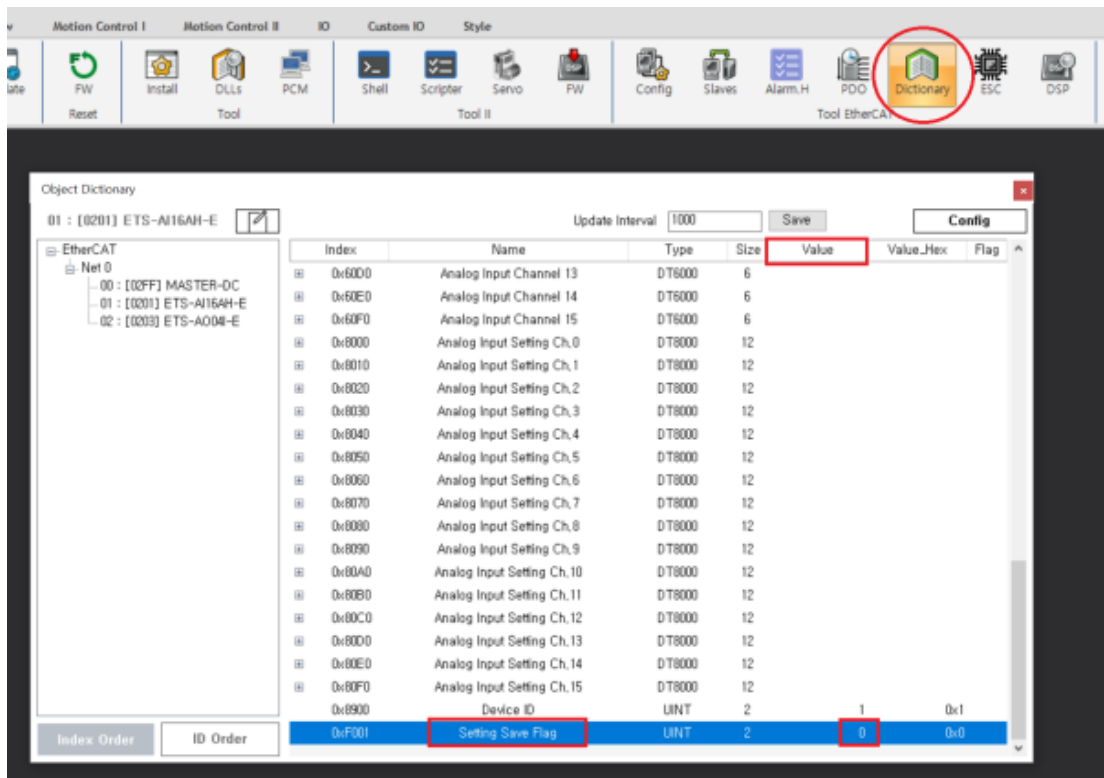 Motion Control I Motion Control II IO Custom IO Style
FW Install DLLs PCM Shell Scripter Servo FW Config Slaves Alarm.H PDO Dictionary ESC DSP
Reset Tool Tool II Tool EtherCAT
Object Dictionary
01 : [0201] ETS-AI16AH-E Update Interval 1000 Save Config
EtherCAT
Net 0
00 : [02FF] MASTER-DC
01 : [0201] ETS-AI16AH-E
02 : [0203] ETS-AO04I-E
Index Name Type Size Value Value_Hex Flag
0x60D0 Analog Input Channel 13 DT6000 6
0x60E0 Analog Input Channel 14 DT6000 6
0x60F0 Analog Input Channel 15 DT6000 6
0x8000 Analog Input Setting Ch.0 DT8000 12
0x8010 Analog Input Setting Ch.1 DT8000 12
0x8020 Analog Input Setting Ch.2 DT8000 12
0x8030 Analog Input Setting Ch.3 DT8000 12
0x8040 Analog Input Setting Ch.4 DT8000 12
0x8050 Analog Input Setting Ch.5 DT8000 12
0x8060 Analog Input Setting Ch.6 DT8000 12
0x8070 Analog Input Setting Ch.7 DT8000 12
0x8080 Analog Input Setting Ch.8 DT8000 12
0x8090 Analog Input Setting Ch.9 DT8000 12
0x80A0 Analog Input Setting Ch.10 DT8000 12
0x80B0 Analog Input Setting Ch.11 DT8000 12
0x80C0 Analog Input Setting Ch.12 DT8000 12
0x80D0 Analog Input Setting Ch.13 DT8000 12
0x80E0 Analog Input Setting Ch.14 DT8000 12
0x80F0 Analog Input Setting Ch.15 DT8000 12
0x8900 Device ID UINT 2 1 0x1
0xF001 Setting Save Flag UINT 2 0 0x0
Index Order ID Order